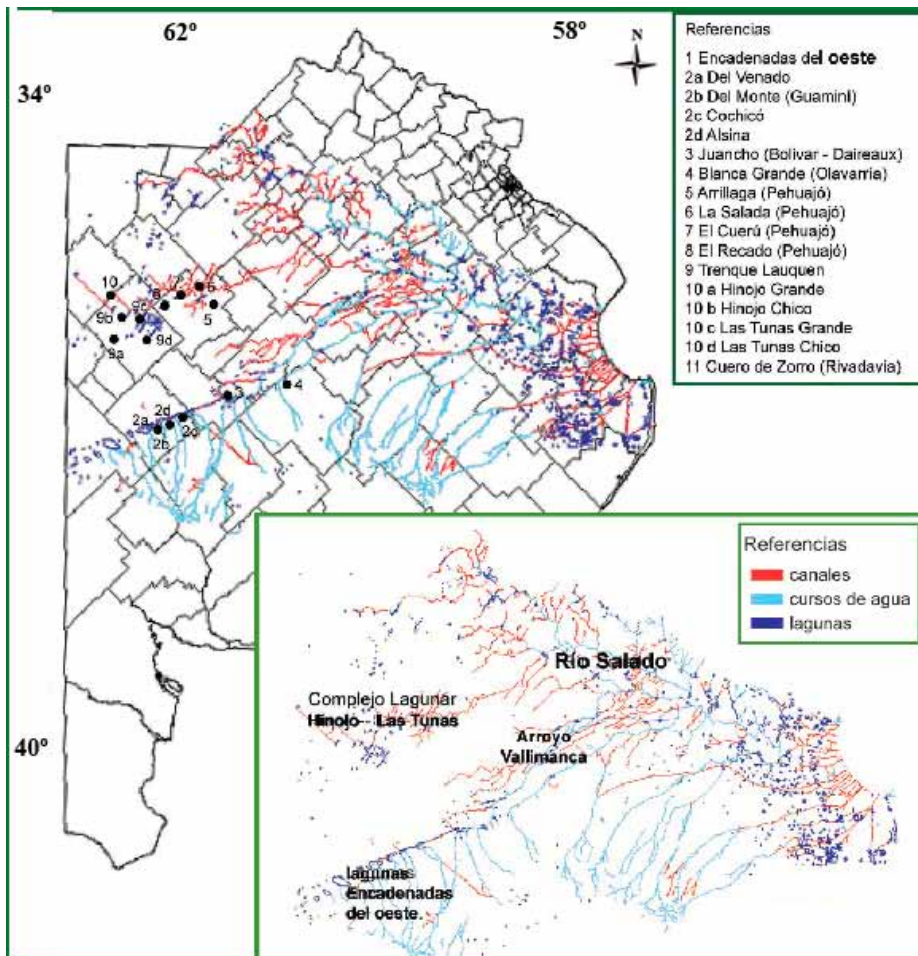 62º
58º
N
34º
40º
Referencias
1 Encadenadas del oeste
2a Del Venado
2b Del Monte (Guaminí)
2c Cochicó
2d Alsina
3 Juancho (Bolivar - Daireaux)
4 Blanca Grande (Olavarría)
5 Arrillaga (Pehuajó)
6 La Salada (Pehuajó)
7 El Cuerú (Pehuajó)
8 El Recado (Pehuajó)
9 Trenque Lauquen
10 a Hinojo Grande
10 b Hinojo Chico
10 c Las Tunas Grande
10 d Las Tunas Chico
11 Cuero de Zorro (Rivadavia)
10
7
6
8
9c
9b
5
9a
9d
3
4
2d
2a
2c
2b
Referencias
canales
cursos de agua
lagunas
Río Salado
Complejo Lagunar
Hinojo - Las Tunas
Arroyo
Vallimanca
lagunas
Encadenadas
del oeste.